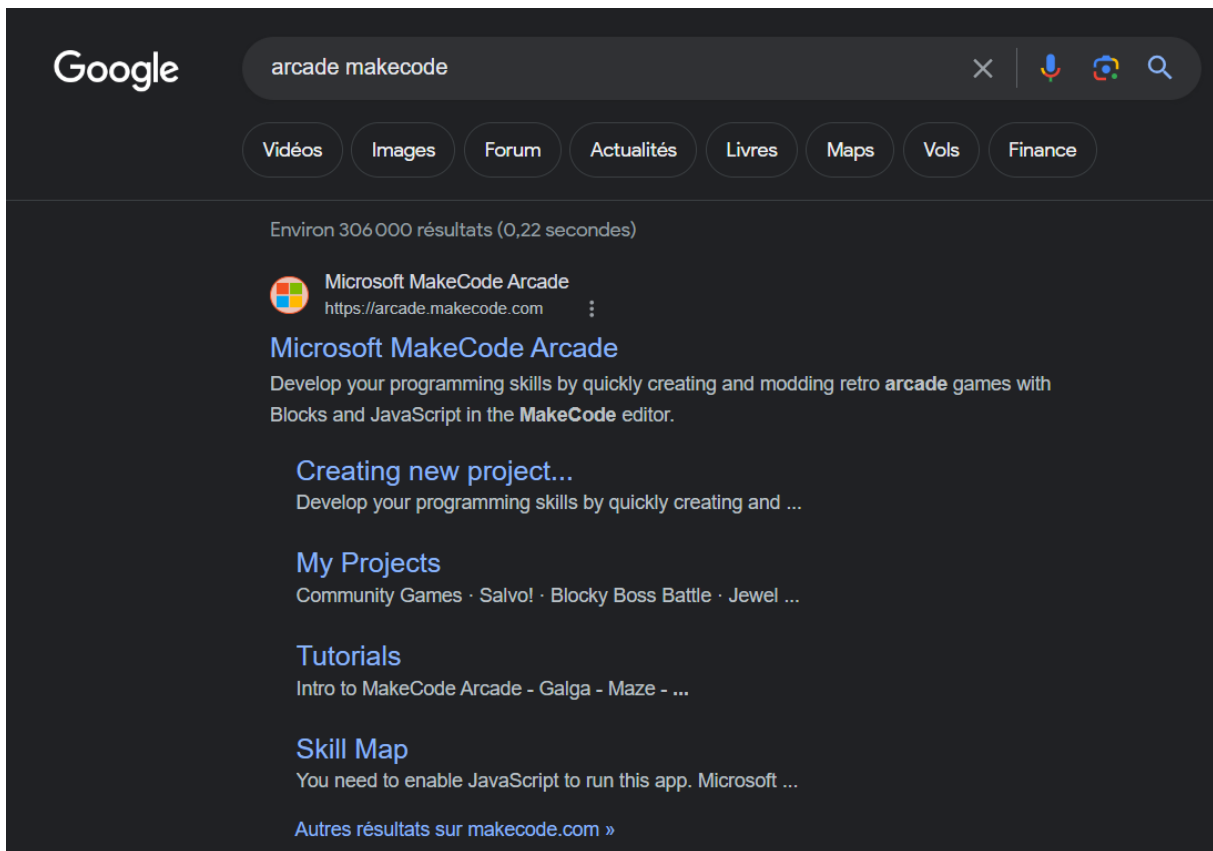 Google
arcade makecode
Vidéos Images Forum Actualités Livres Maps Vols Finance
Environ 306 000 résultats (0,22 secondes)
Microsoft MakeCode Arcade
https://arcade.makecode.com
Microsoft MakeCode Arcade
Develop your programming skills by quickly creating and modding retro arcade games with
Blocks and JavaScript in the MakeCode editor.
Creating new project...
Develop your programming skills by quickly creating and ...
My Projects
Community Games · Salvo! · Blocky Boss Battle · Jewel ...
Tutorials
Intro to MakeCode Arcade - Galga - Maze - ...
Skill Map
You need to enable JavaScript to run this app. Microsoft ...
Autres résultats sur makecode.com »